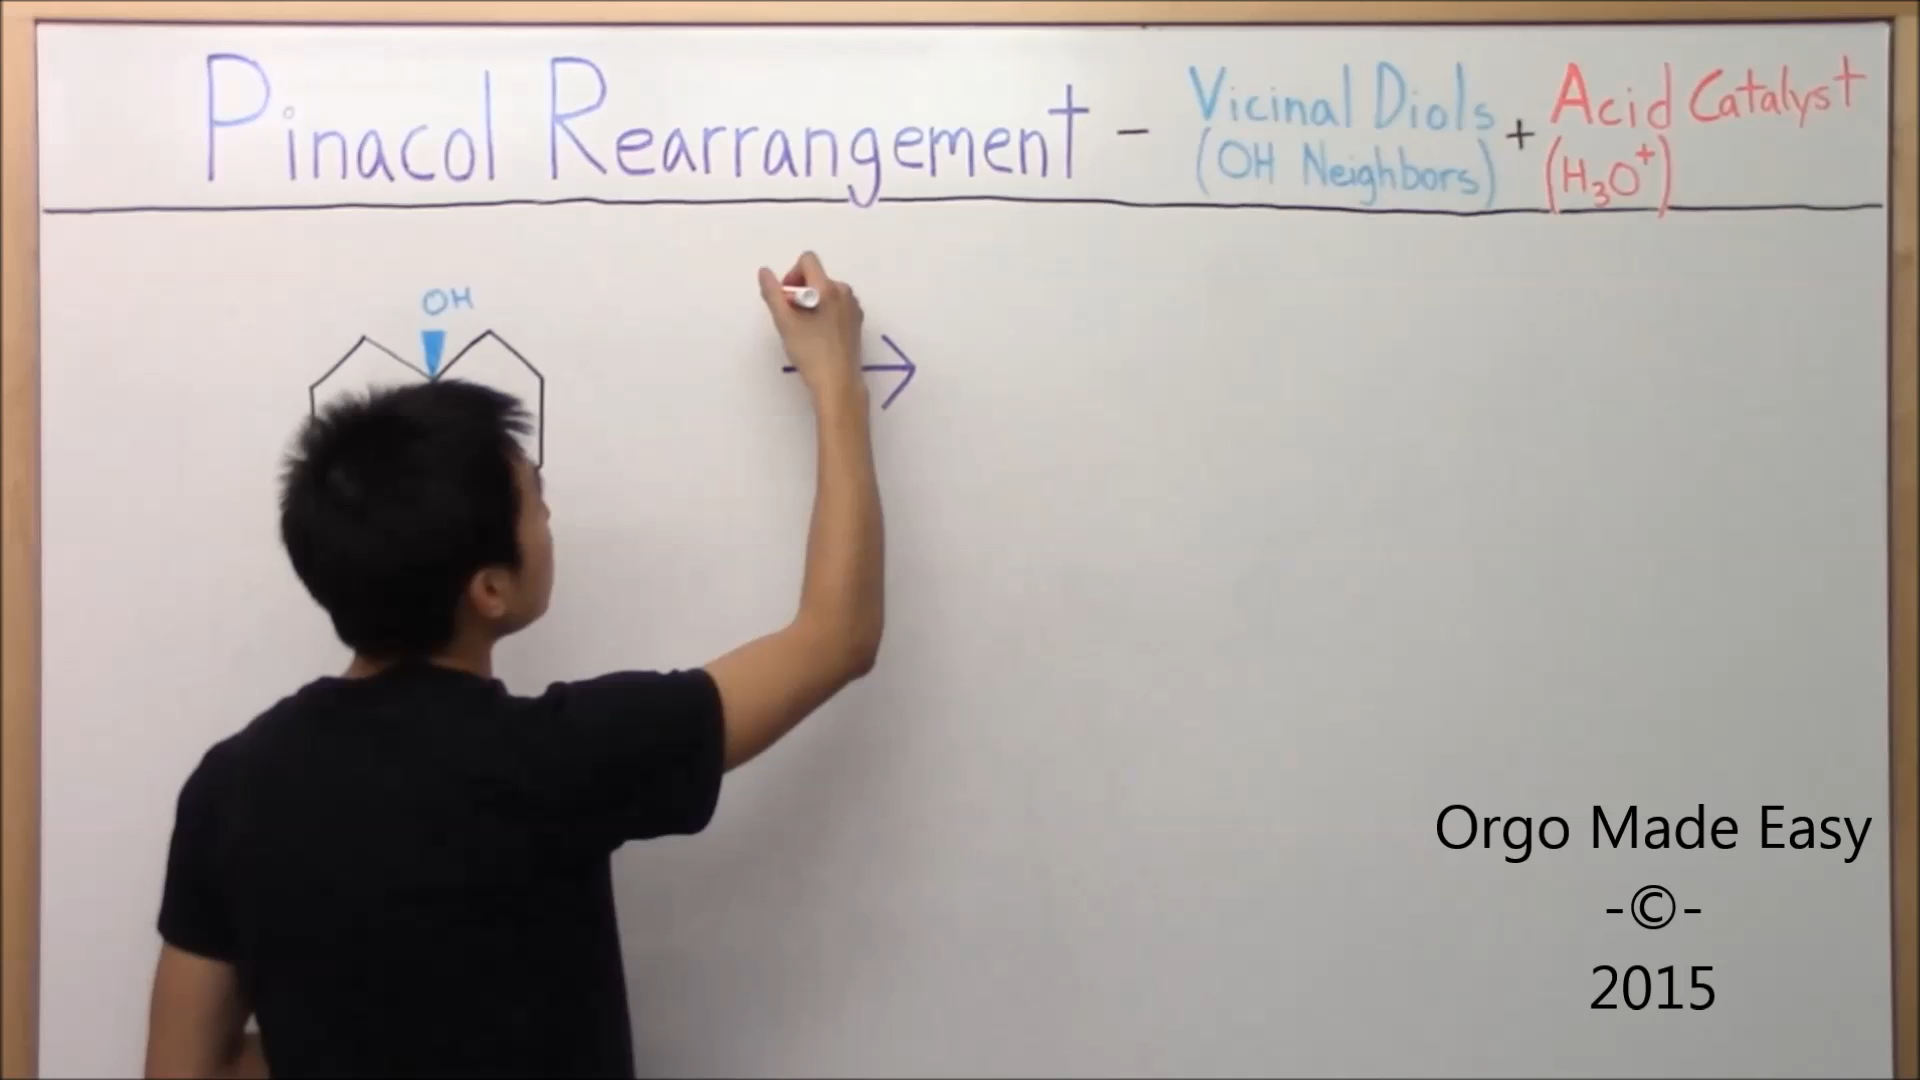 Pinacol Rearrangement - Vicinal Diols + Acid Catalyst
(OH Neighbors) (H₃O⁺)
OH
Orgo Made Easy
-©-
2015